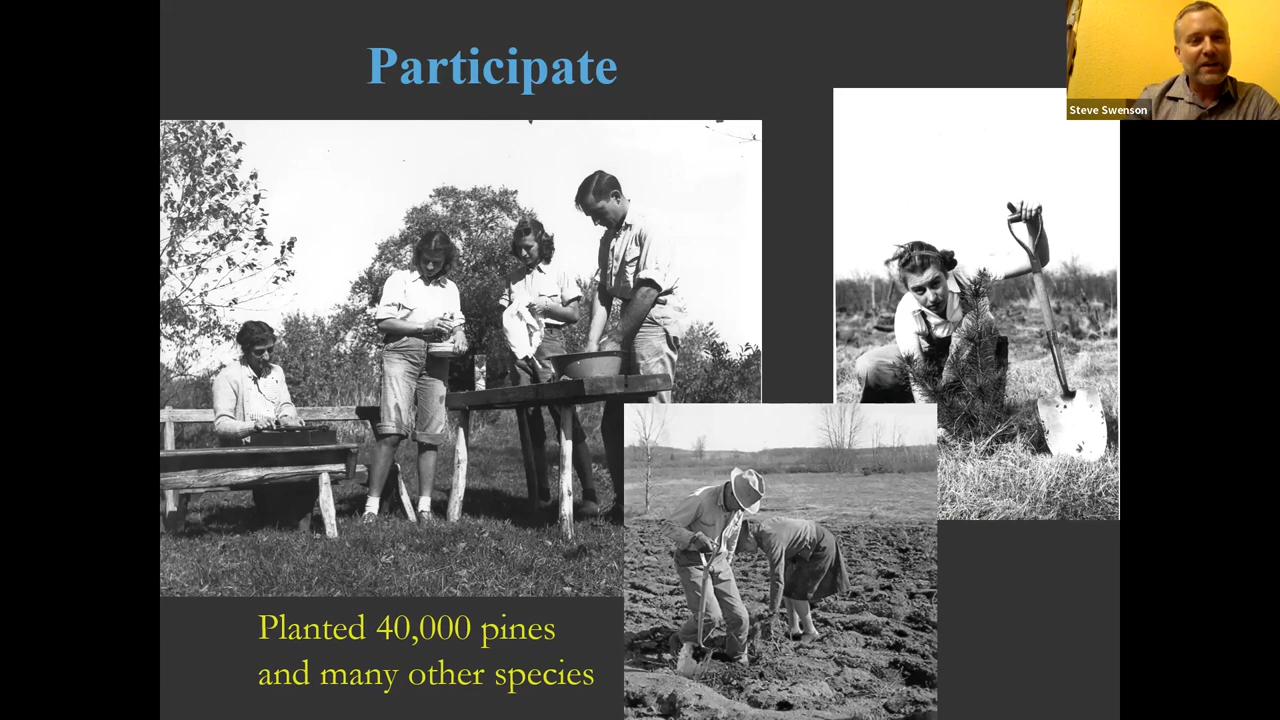 Participate
Steve Swenson
Planted 40,000 pines
and many other species